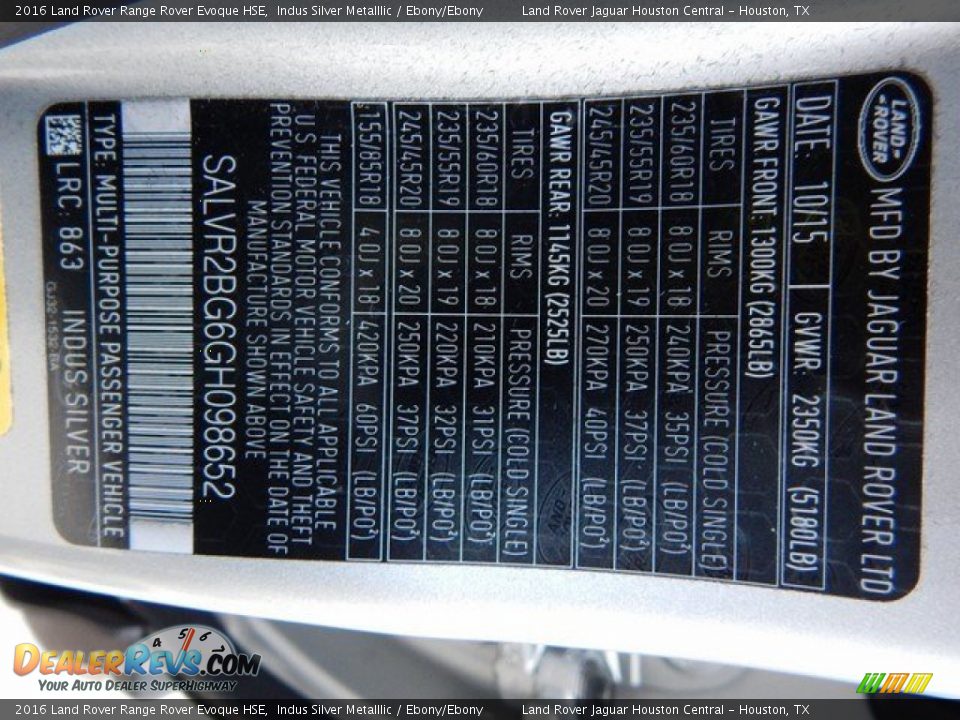 2016 Land Rover Range Rover Evoque HSE,  Indus Silver Metalllic / Ebony/Ebony     Land Rover Jaguar Houston Central – Houston, TX
LAND-
-ROVER
MFD BY JAGUAR LAND ROVER LTD
DATE: 10/15 | GVWR: 2350KG (5180LB)
GAWR FRONT: 1300KG (2865LB)
TIRES RIMS PRESSURE (COLD SINGLE)
235/60R18 8.0J x 18 240KPA 35PSI (LB/PO²)
235/55R19 8.0J x 19 250KPA 37PSI (LB/PO²)
245/45R20 8.0J x 20 270KPA 40PSI (LB/PO²)
GAWR REAR: 1145KG (2525LB)
TIRES RIMS PRESSURE (COLD SINGLE)
235/60R18 8.0J x 18 210KPA 31PSI (LB/PO²)
235/55R19 8.0J x 19 220KPA 32PSI (LB/PO²)
245/45R20 8.0J x 20 250KPA 37PSI (LB/PO²)
155/85R18 4.0J x 18 420KPA 60PSI (LB/PO²)
THIS VEHICLE CONFORMS TO ALL APPLICABLE
U S FEDERAL MOTOR VEHICLE SAFETY AND THEFT
PREVENTION STANDARDS IN EFFECT ON THE DATE OF
MANUFACTURE SHOWN ABOVE
SALVR2BG6GH098652
TYPE: MULTI-PURPOSE PASSENGER VEHICLE
LRC: 863 INDUS SILVER
DealerRevs.com
Your Auto Dealer SuperHighway
4 5 6
2016 Land Rover Range Rover Evoque HSE,  Indus Silver Metalllic / Ebony/Ebony     Land Rover Jaguar Houston Central – Houston, TX